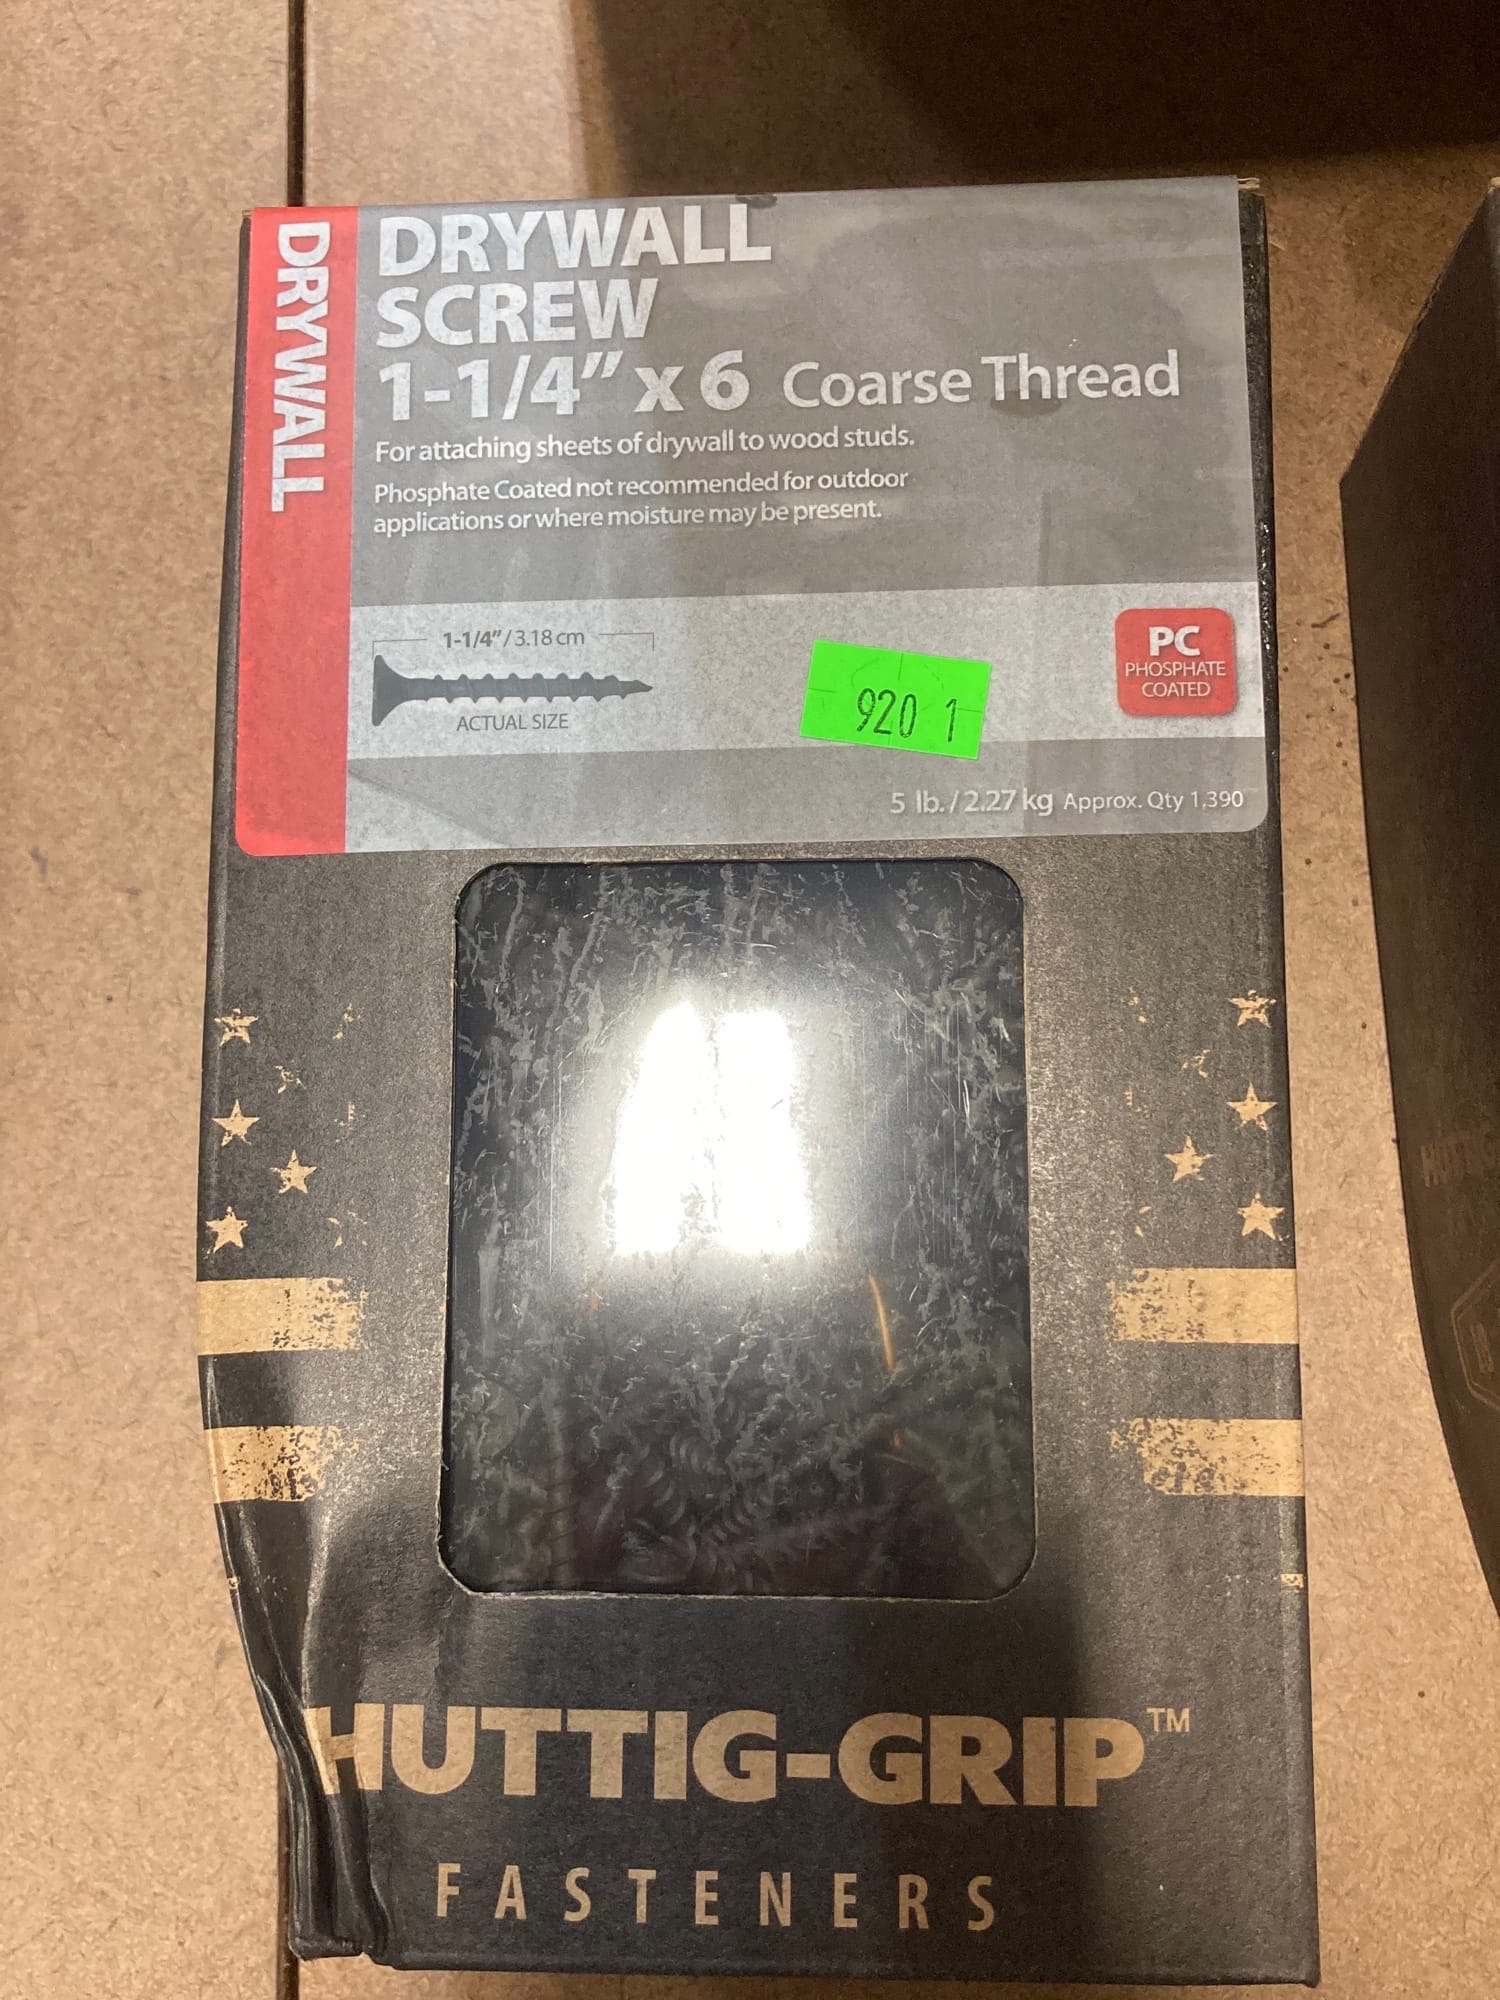 DRYWALL
DRYWALL
SCREW
1-1/4" x 6 Coarse Thread
For attaching sheets of drywall to wood studs.
Phosphate Coated not recommended for outdoor
applications or where moisture may be present.
1-1/4"/3.18 cm
ACTUAL SIZE
920 1
PC
PHOSPHATE
COATED
5 lb./2.27 kg Approx. Qty 1,390
HUTTIG-GRIP™
FASTENERS